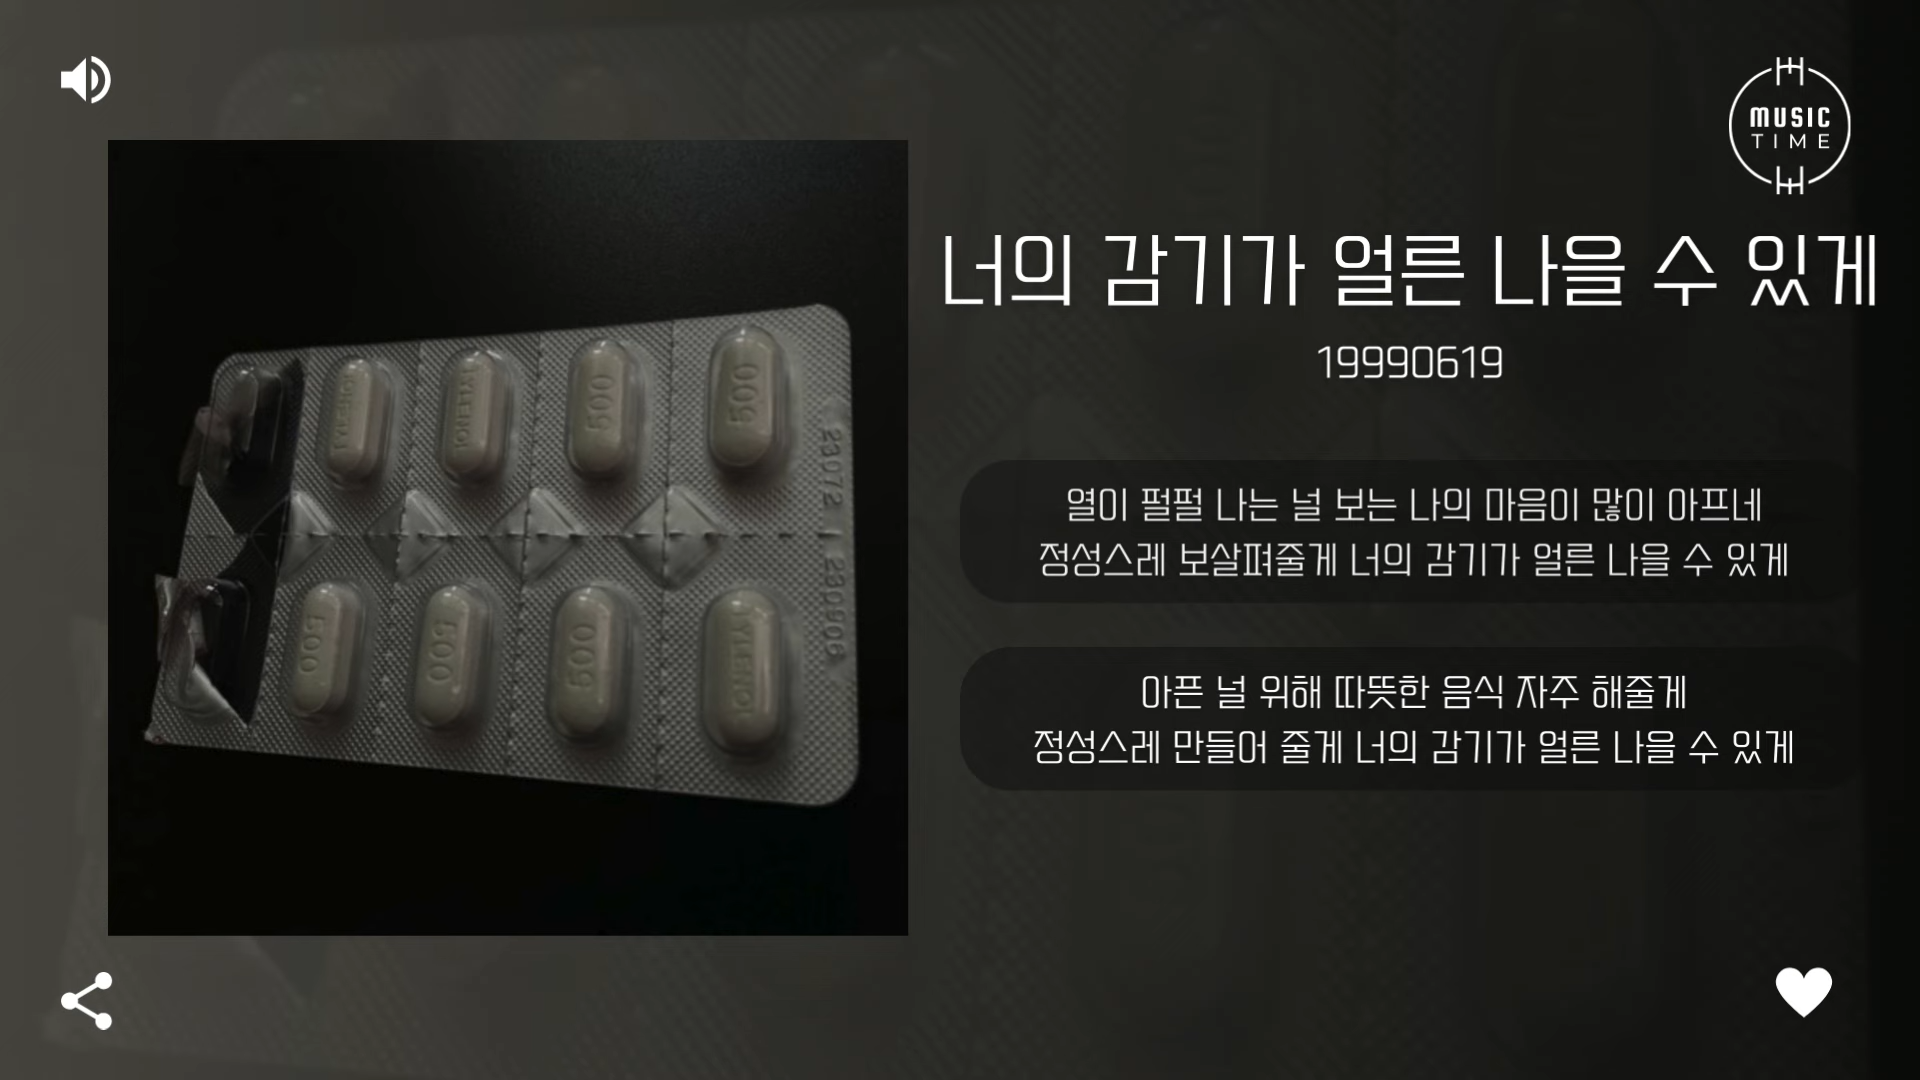 MUSIC
TIME
너의 감기가 얼른 나을 수 있게
19990619
열이 펄펄 나는 널 보는 나의 마음이 많이 아프네
정성스레 보살펴줄게 너의 감기가 얼른 나을 수 있게
아픈 널 위해 따뜻한 음식 자주 해줄게
정성스레 만들어 줄게 너의 감기가 얼른 나을 수 있게
TYLENOL
TYLENOL
500
500
500
500
500
TYLENOL
23072 / 230906